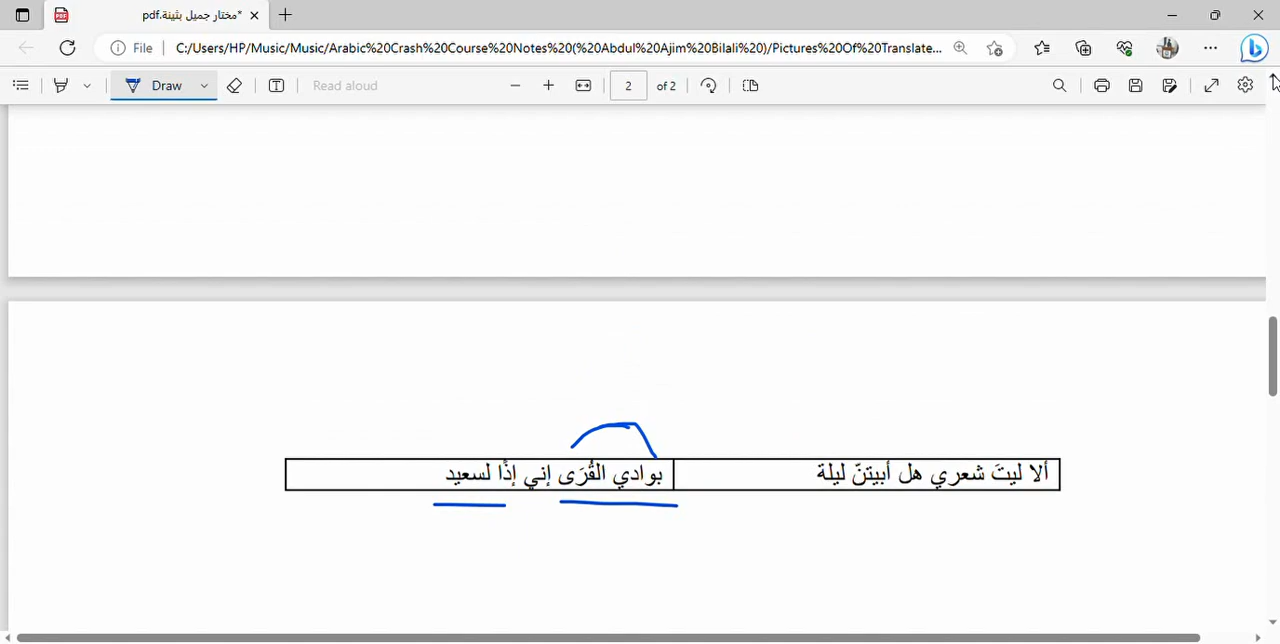 مختار جميل بثينة.pdf*
File C:/Users/HP/Music/Music/Arabic%20Crash%20Course%20Notes%20(%20Abdul%20Ajim%20Bilali%20)/Pictures%20Of%20Translate...
Draw Read aloud 2 of 2
ألا ليتَ شعري هل أبيتنّ ليلة بوادي القُرَى إني إذًا لسعيد